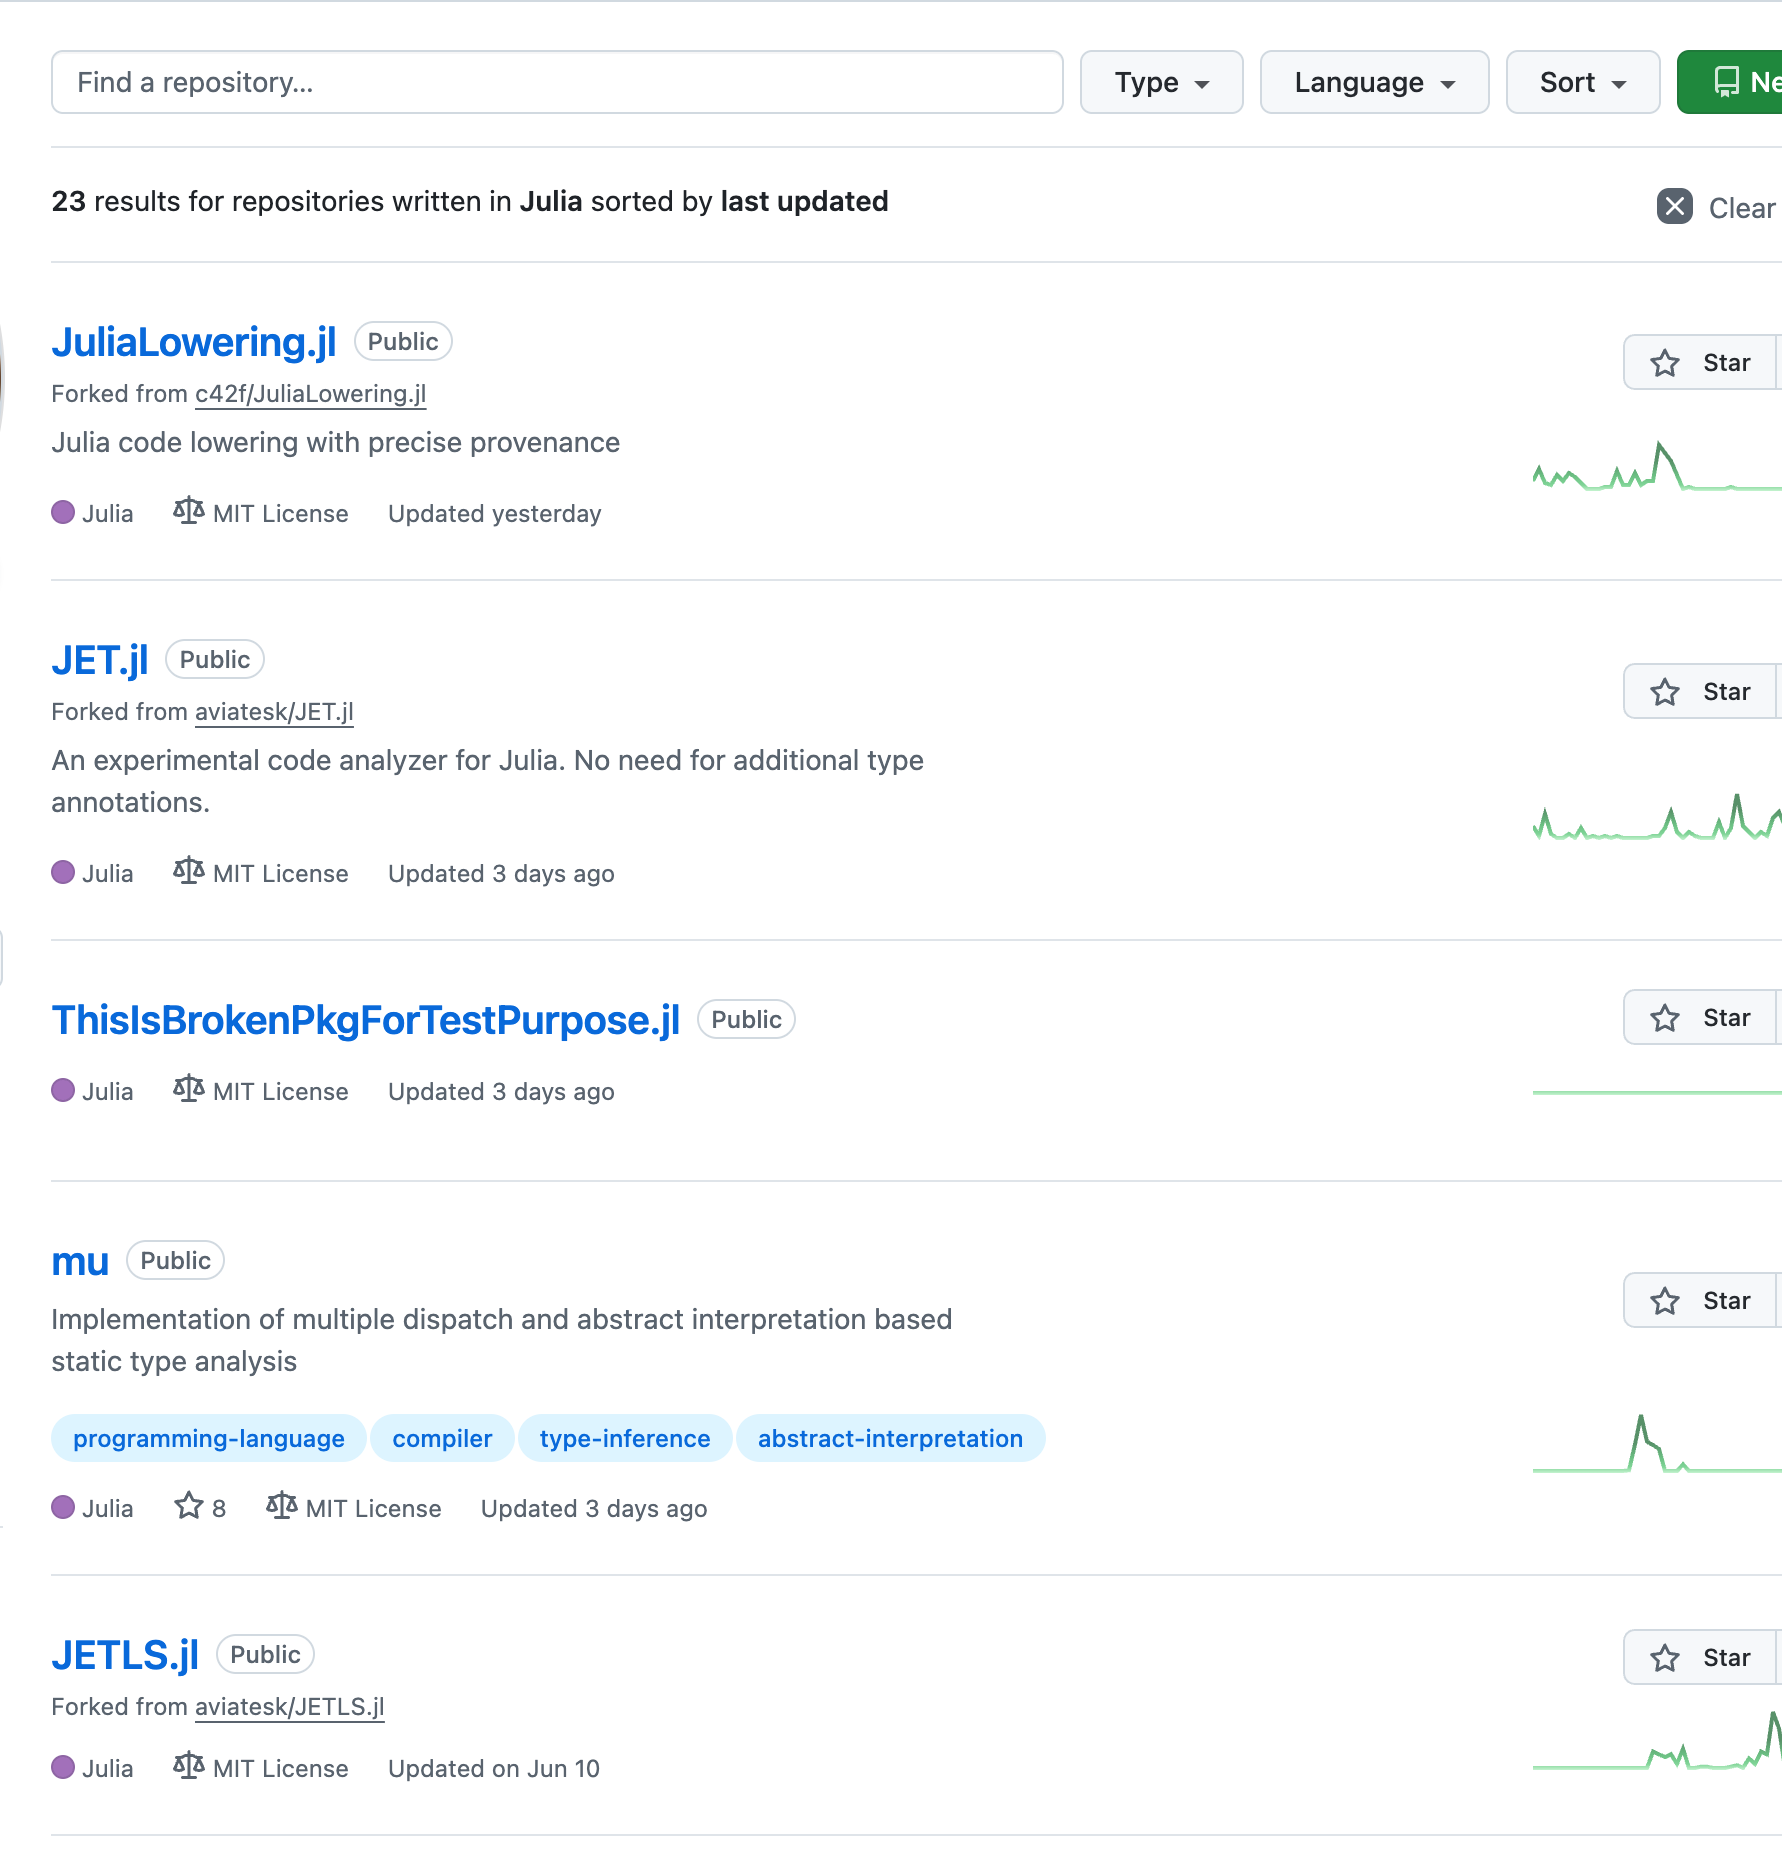 Find a repository...
Type
Language
Sort
23 results for repositories written in Julia sorted by last updated
Clear
JuliaLowering.jl Public
Star
Forked from c42f/JuliaLowering.jl
Julia code lowering with precise provenance
Julia MIT License Updated yesterday
JET.jl Public
Star
Forked from aviatesk/JET.jl
An experimental code analyzer for Julia. No need for additional type
annotations.
Julia MIT License Updated 3 days ago
ThisIsBrokenPkgForTestPurpose.jl Public
Star
Julia MIT License Updated 3 days ago
mu Public
Star
Implementation of multiple dispatch and abstract interpretation based
static type analysis
programming-language compiler type-inference abstract-interpretation
Julia 8 MIT License Updated 3 days ago
JETLS.jl Public
Star
Forked from aviatesk/JETLS.jl
Julia MIT License Updated on Jun 10